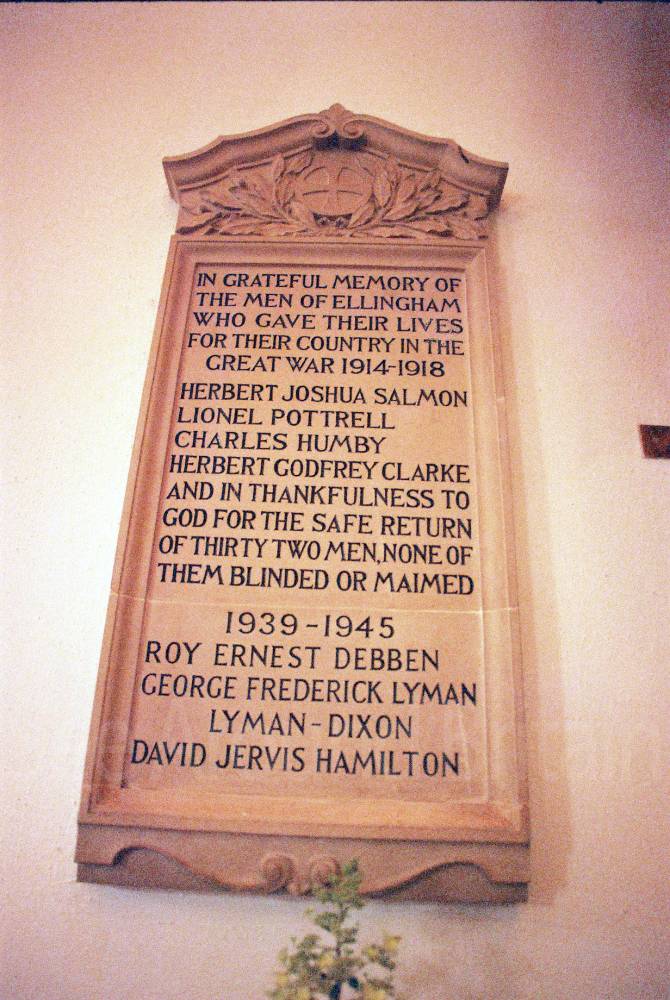 IN GRATEFUL MEMORY OF
THE MEN OF ELLINGHAM
WHO GAVE THEIR LIVES
FOR THEIR COUNTRY IN THE
GREAT WAR 1914-1918
HERBERT JOSHUA SALMON
LIONEL POTTRELL
CHARLES HUMBY
HERBERT GODFREY CLARKE
AND IN THANKFULNESS TO
GOD FOR THE SAFE RETURN
OF THIRTY TWO MEN, NONE OF
THEM BLINDED OR MAIMED
1939-1945
ROY ERNEST DEBBEN
GEORGE FREDERICK LYMAN
LYMAN-DIXON
DAVID JERVIS HAMILTON